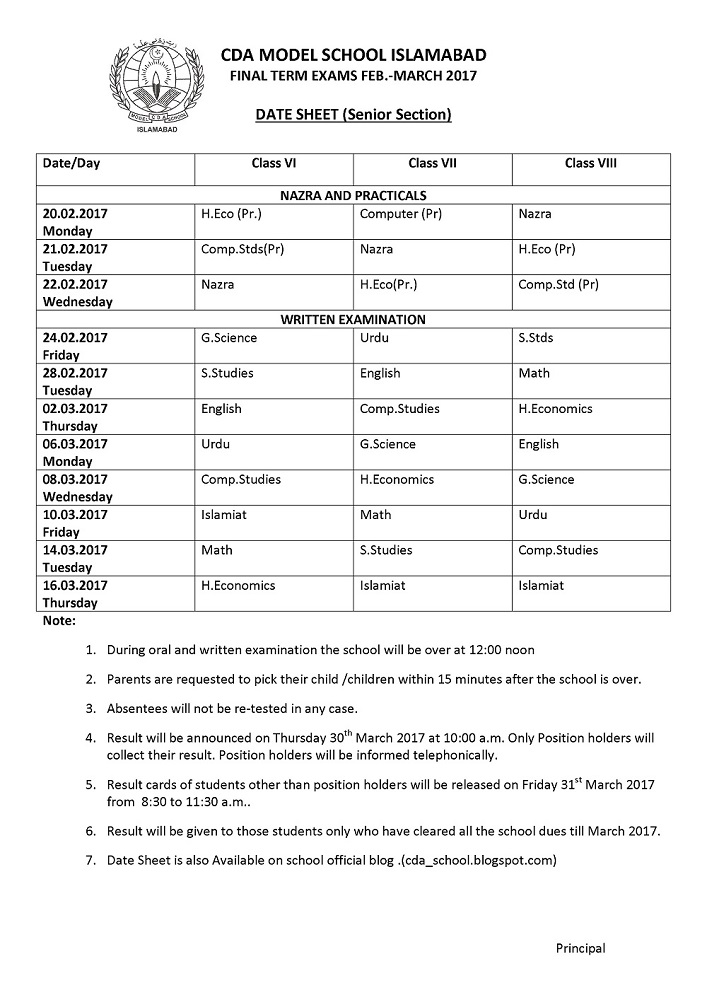 CDA MODEL SCHOOL ISLAMABAD
FINAL TERM EXAMS FEB.-MARCH 2017
MODEL C.D.A. SCHOOL
ISLAMABAD
DATE SHEET (Senior Section)
Date/Day Class VI Class VII Class VIII
NAZRA AND PRACTICALS
20.02.2017 H.Eco (Pr.) Computer (Pr) Nazra
Monday
21.02.2017 Comp.Stds(Pr) Nazra H.Eco (Pr)
Tuesday
22.02.2017 Nazra H.Eco(Pr.) Comp.Std (Pr)
Wednesday
WRITTEN EXAMINATION
24.02.2017 G.Science Urdu S.Stds
Friday
28.02.2017 S.Studies English Math
Tuesday
02.03.2017 English Comp.Studies H.Economics
Thursday
06.03.2017 Urdu G.Science English
Monday
08.03.2017 Comp.Studies H.Economics G.Science
Wednesday
10.03.2017 Islamiat Math Urdu
Friday
14.03.2017 Math S.Studies Comp.Studies
Tuesday
16.03.2017 H.Economics Islamiat Islamiat
Thursday
Note:
1. During oral and written examination the school will be over at 12:00 noon
2. Parents are requested to pick their child /children within 15 minutes after the school is over.
3. Absentees will not be re-tested in any case.
4. Result will be announced on Thursday 30th March 2017 at 10:00 a.m. Only Position holders will
collect their result. Position holders will be informed telephonically.
5. Result cards of students other than position holders will be released on Friday 31st March 2017
from 8:30 to 11:30 a.m..
6. Result will be given to those students only who have cleared all the school dues till March 2017.
7. Date Sheet is also Available on school official blog .(cda_school.blogspot.com)
Principal